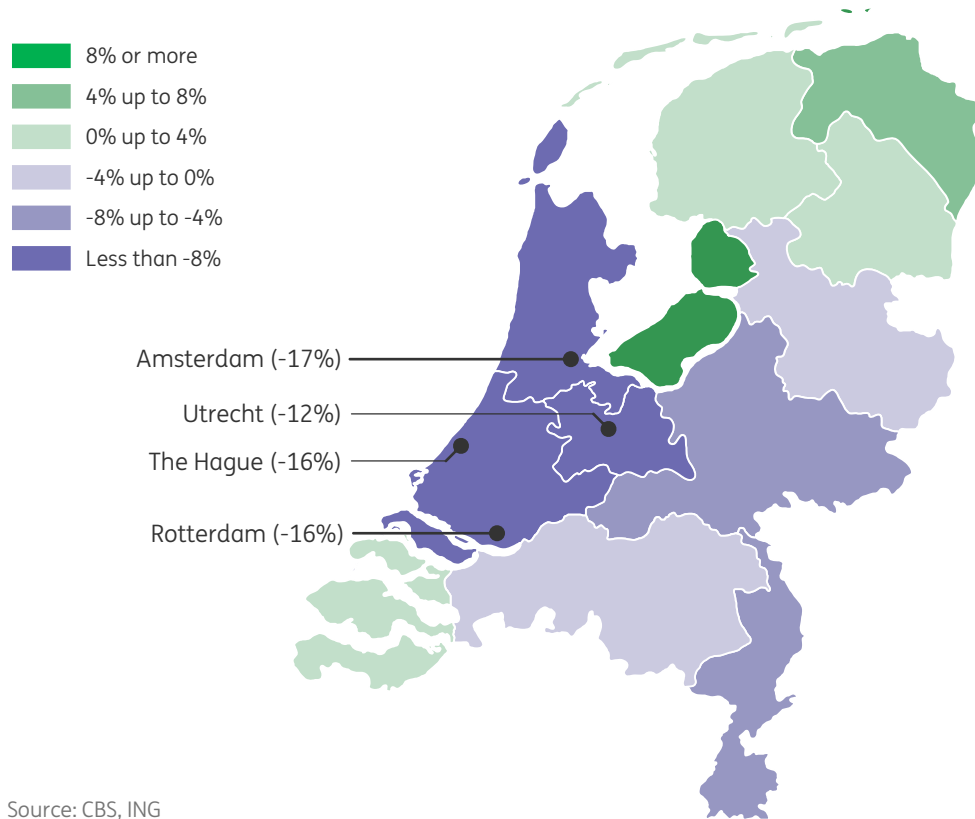 8% or more
4% up to 8%
0% up to 4%
-4% up to 0%
-8% up to -4%
Less than -8%
Amsterdam (-17%)
Utrecht (-12%)
The Hague (-16%)
Rotterdam (-16%)
Source: CBS, ING